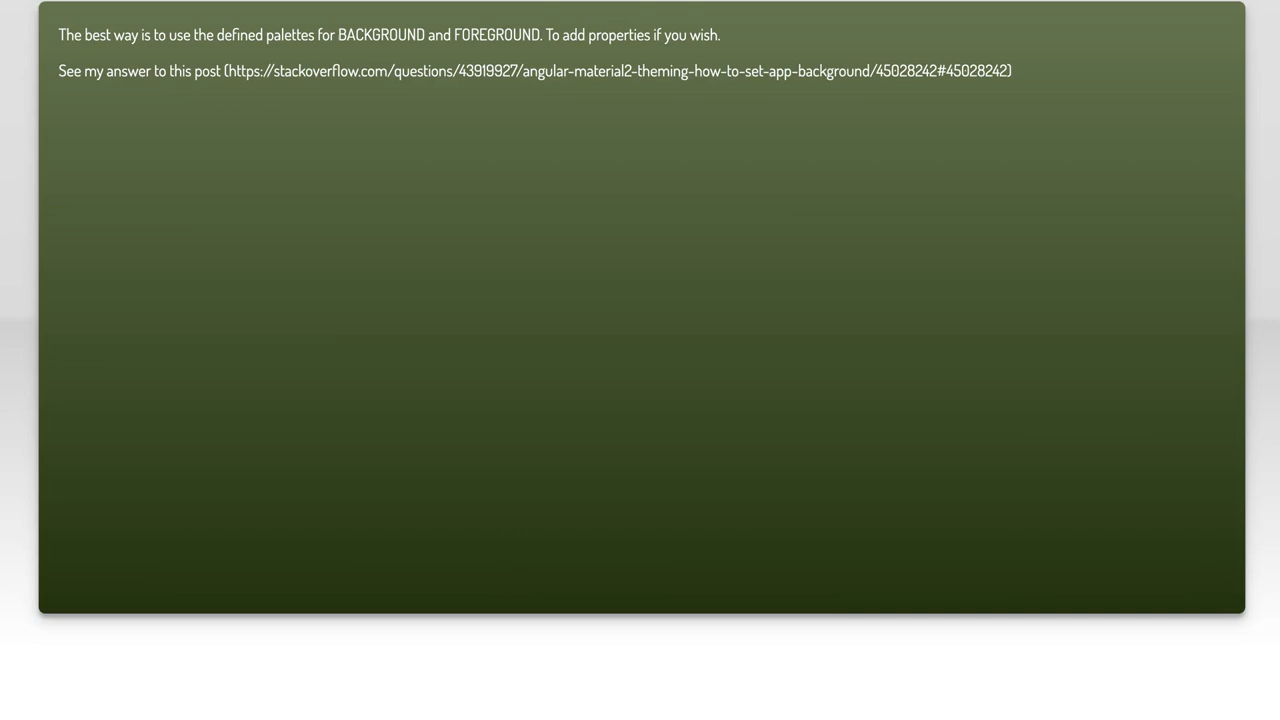 The best way is to use the defined palettes for BACKGROUND and FOREGROUND. To add properties if you wish.
See my answer to this post (https://stackoverflow.com/questions/43919927/angular-material2-theming-how-to-set-app-background/45028242#45028242)